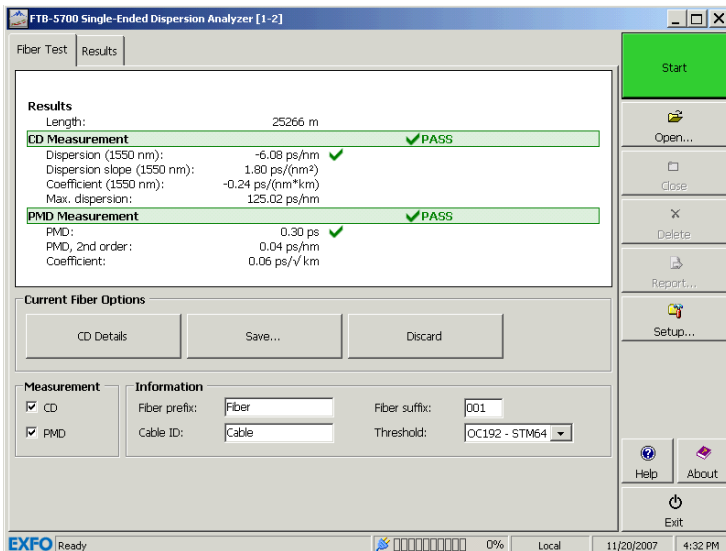 FTB-5700 Single-Ended Dispersion Analyzer [1-2]
Fiber Test
Results
Start
Results
Length: 25266 m
CD Measurement PASS
Dispersion (1550 nm): -6.08 ps/nm
Dispersion slope (1550 nm): 1.80 ps/(nm²)
Coefficient (1550 nm): -0.24 ps/(nm*km)
Max. dispersion: 125.02 ps/nm
PMD Measurement PASS
PMD: 0.30 ps
PMD, 2nd order: 0.04 ps/nm
Coefficient: 0.06 ps/√km
Open...
Close
Delete
Report...
Setup...
Current Fiber Options
CD Details
Save...
Discard
Measurement
CD
PMD
Information
Fiber prefix: Fiber
Fiber suffix: 001
Cable ID: Cable
Threshold: OC192 - STM64
Help
About
Exit
EXFO Ready 0% Local 11/20/2007 4:32 PM